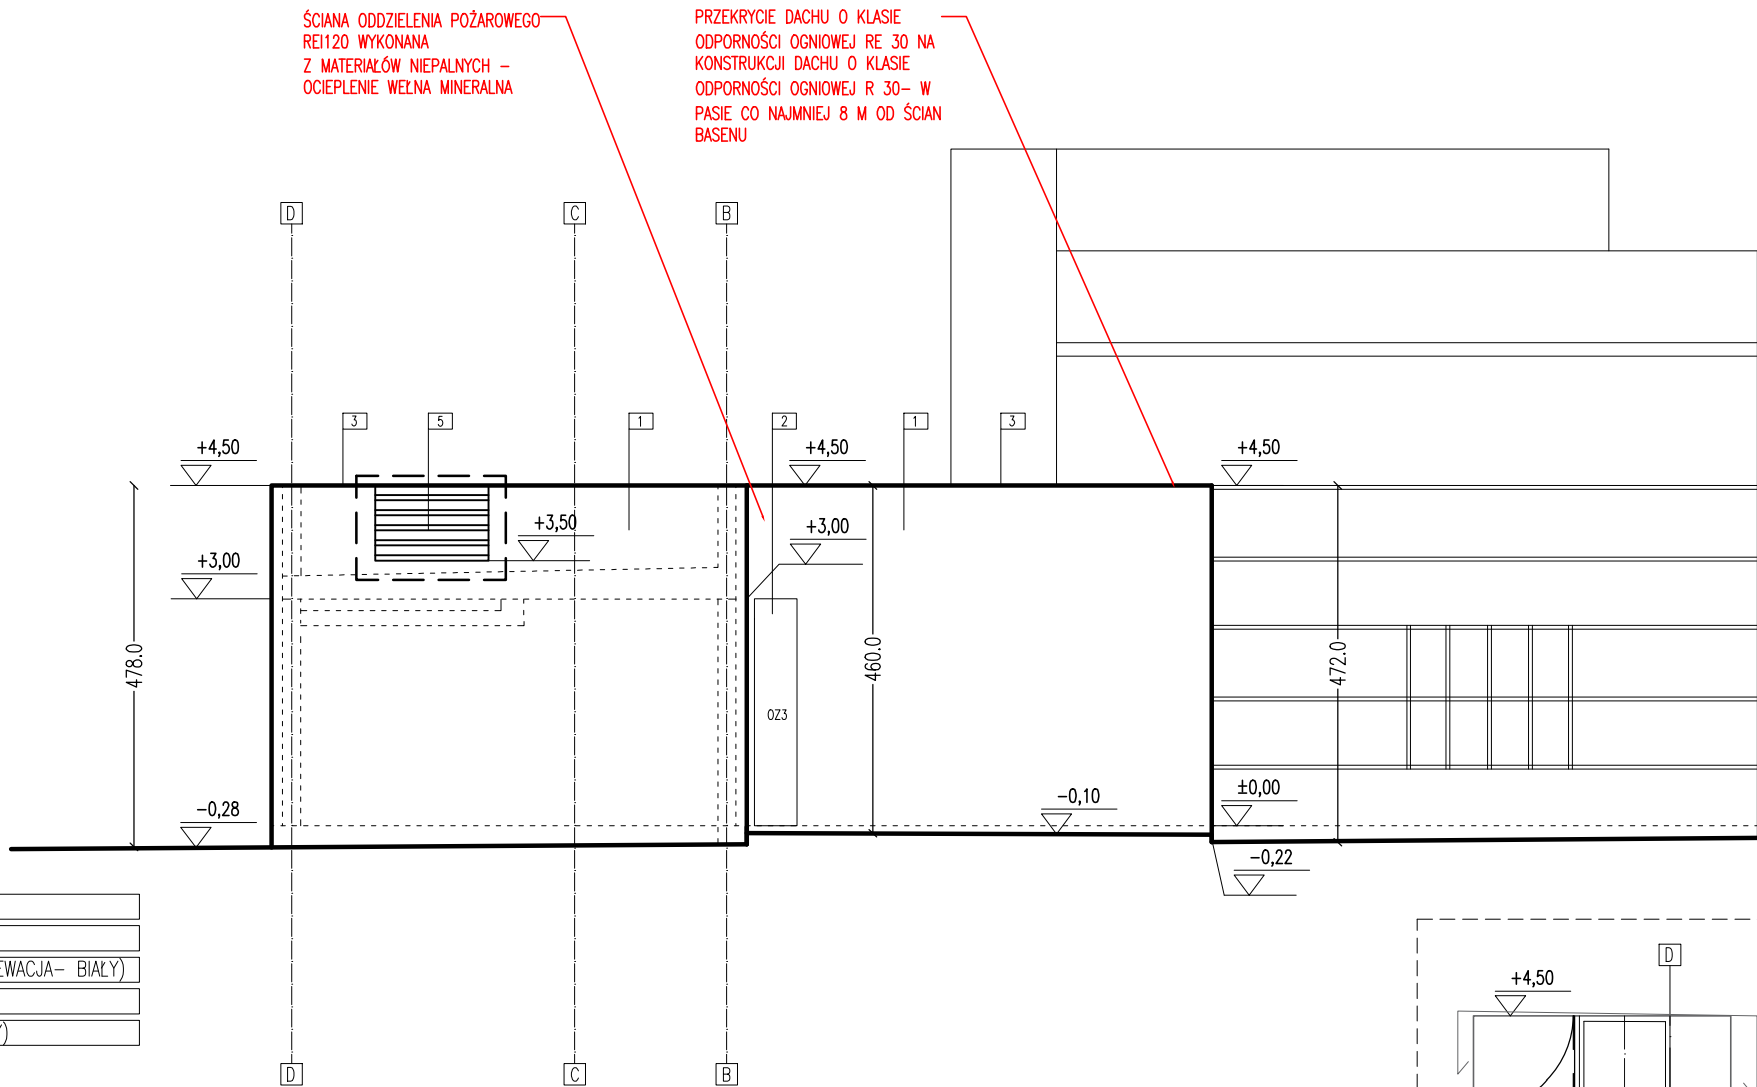 ŚCIANA ODDZIELENIA POŻAROWEGO
REI120 WYKONANA
Z MATERIAŁÓW NIEPALNYCH –
OCIEPLENIE WEŁNA MINERALNA
PRZEKRYCIE DACHU O KLASIE
ODPORNOŚCI OGNIOWEJ RE 30 NA
KONSTRUKCJI DACHU O KLASIE
ODPORNOŚCI OGNIOWEJ R 30– W
PASIE CO NAJMNIEJ 8 M OD ŚCIAN
BASENU
D
C
B
3
5
1
2
1
3
+4,50
+4,50
+4,50
+3,50
+3,00
+3,00
478.0
460.0
472.0
OZ3
–0,28
–0,10
±0,00
–0,22
EWACJA– BIAŁY)
)
D
C
B
D
+4,50